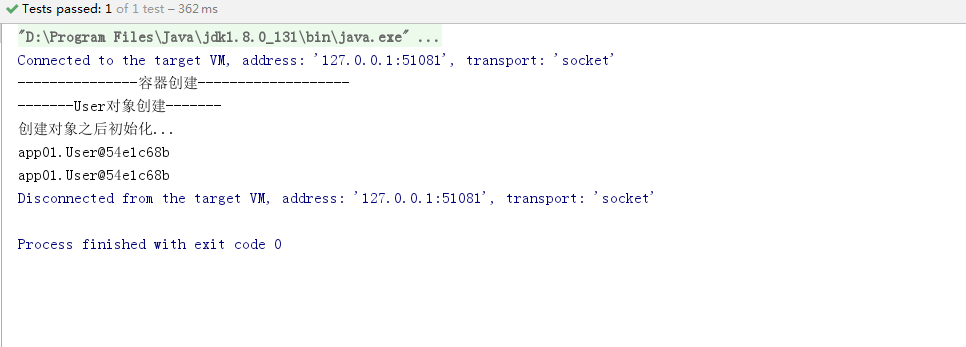 Tests passed: 1 of 1 test – 362 ms
"D:\Program Files\Java\jdk1.8.0_131\bin\java.exe" ...
Connected to the target VM, address: '127.0.0.1:51081', transport: 'socket'
---------------容器创建-------------------
-------User对象创建-------
创建对象之后初始化...
app01.User@54e1c68b
app01.User@54e1c68b
Disconnected from the target VM, address: '127.0.0.1:51081', transport: 'socket'
Process finished with exit code 0